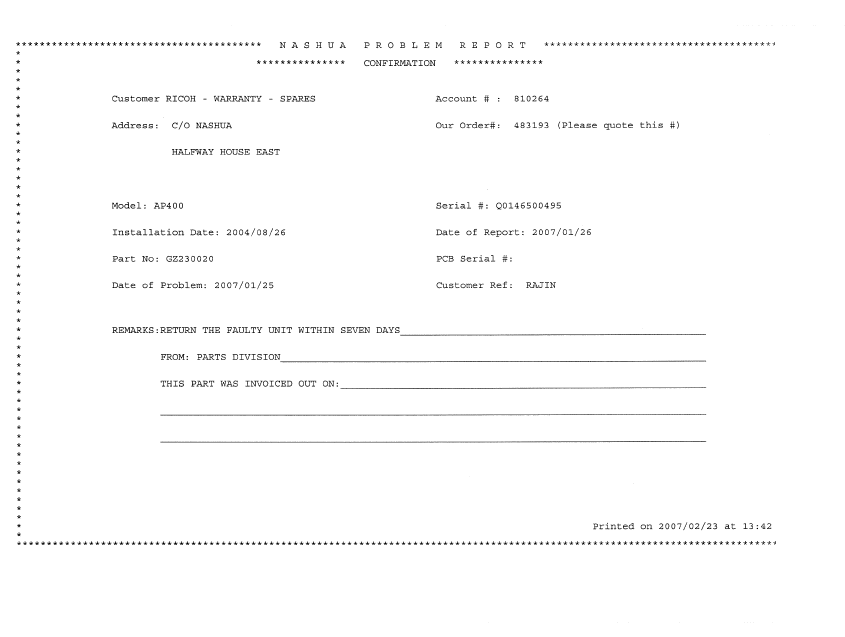 ****************************************** NASHUA PROBLEM REPORT ****************************************
*************** CONFIRMATION ***************
Customer RICOH - WARRANTY - SPARES Account # : 810264
Address: C/O NASHUA Our Order#: 483193 (Please quote this #)
HALFWAY HOUSE EAST
Model: AP400 Serial #: Q0146500495
Installation Date: 2004/08/26 Date of Report: 2007/01/26
Part No: GZ230020 PCB Serial #:
Date of Problem: 2007/01/25 Customer Ref: RAJIN
REMARKS:RETURN THE FAULTY UNIT WITHIN SEVEN DAYS
FROM: PARTS DIVISION
THIS PART WAS INVOICED OUT ON:
Printed on 2007/02/23 at 13:42